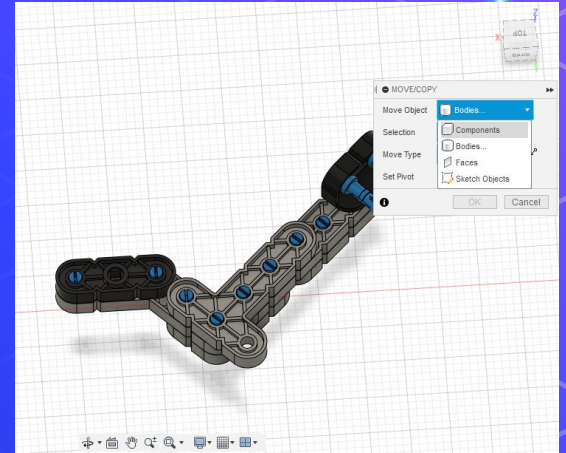 Z
X
TOP
BACK
MOVE/COPY
Move Object Bodies...
Components
Selection
Bodies...
Move Type
Faces
Set Pivot
Sketch Objects
OK Cancel